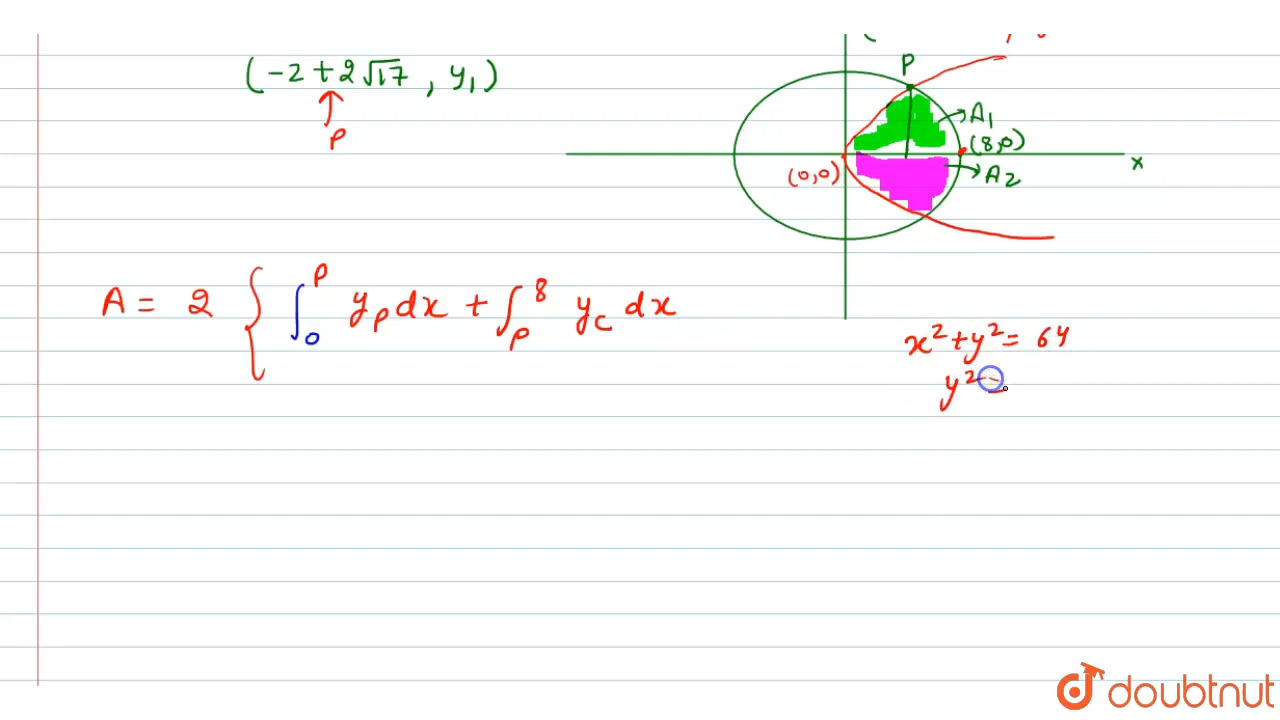 (-2 + 2√17, y₁)
↑
P
P
→ A₁
(8,0)
x
(0,0)
→ A₂
A = 2 { ∫₀^P y_P dx + ∫_P^8 y_C dx
x² + y² = 64
y² =
doubtnut